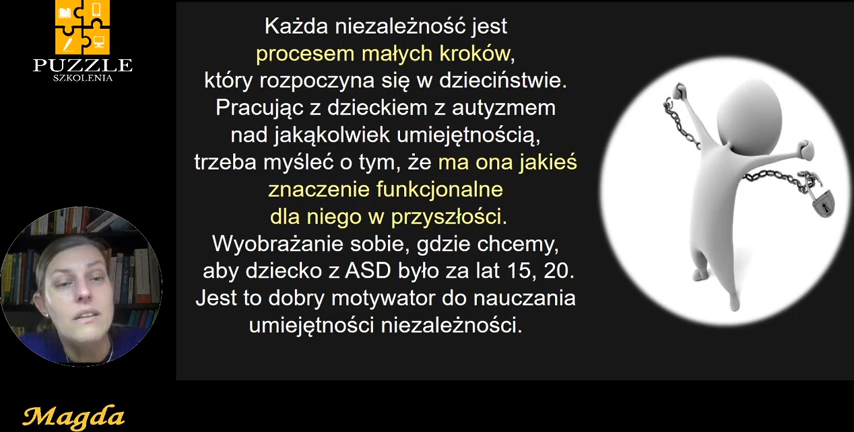 PUZZLE
SZKOLENIA
Każda niezależność jest
procesem małych kroków,
który rozpoczyna się w dzieciństwie.
Pracując z dzieckiem z autyzmem
nad jakąkolwiek umiejętnością,
trzeba myśleć o tym, że ma ona jakieś
znaczenie funkcjonalne
dla niego w przyszłości.
Wyobrażanie sobie, gdzie chcemy,
aby dziecko z ASD było za lat 15, 20.
Jest to dobry motywator do nauczania
umiejętności niezależności.
Magda